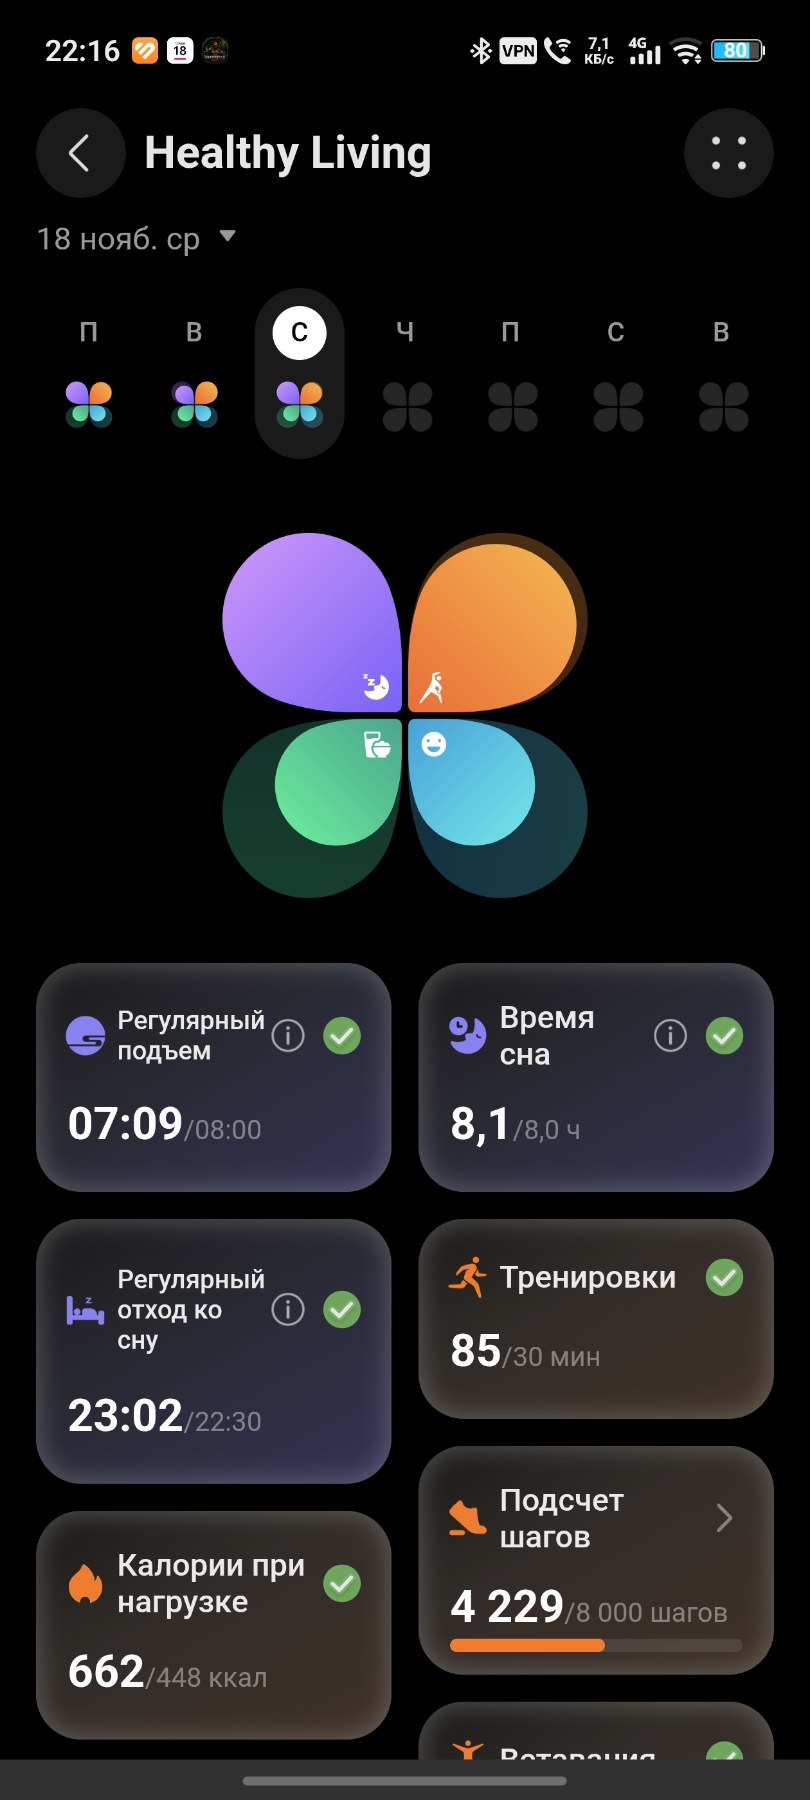 22:16
18
VPN
7,1
КБ/с
4G
80
Healthy Living
18 нояб. ср
П В С Ч П С В
Регулярный
подъем
07:09/08:00
Время
сна
8,1/8,0 ч
Регулярный
отход ко
сну
23:02/22:30
Тренировки
85/30 мин
Калории при
нагрузке
662/448 ккал
Подсчет
шагов
4 229/8 000 шагов
Вставания